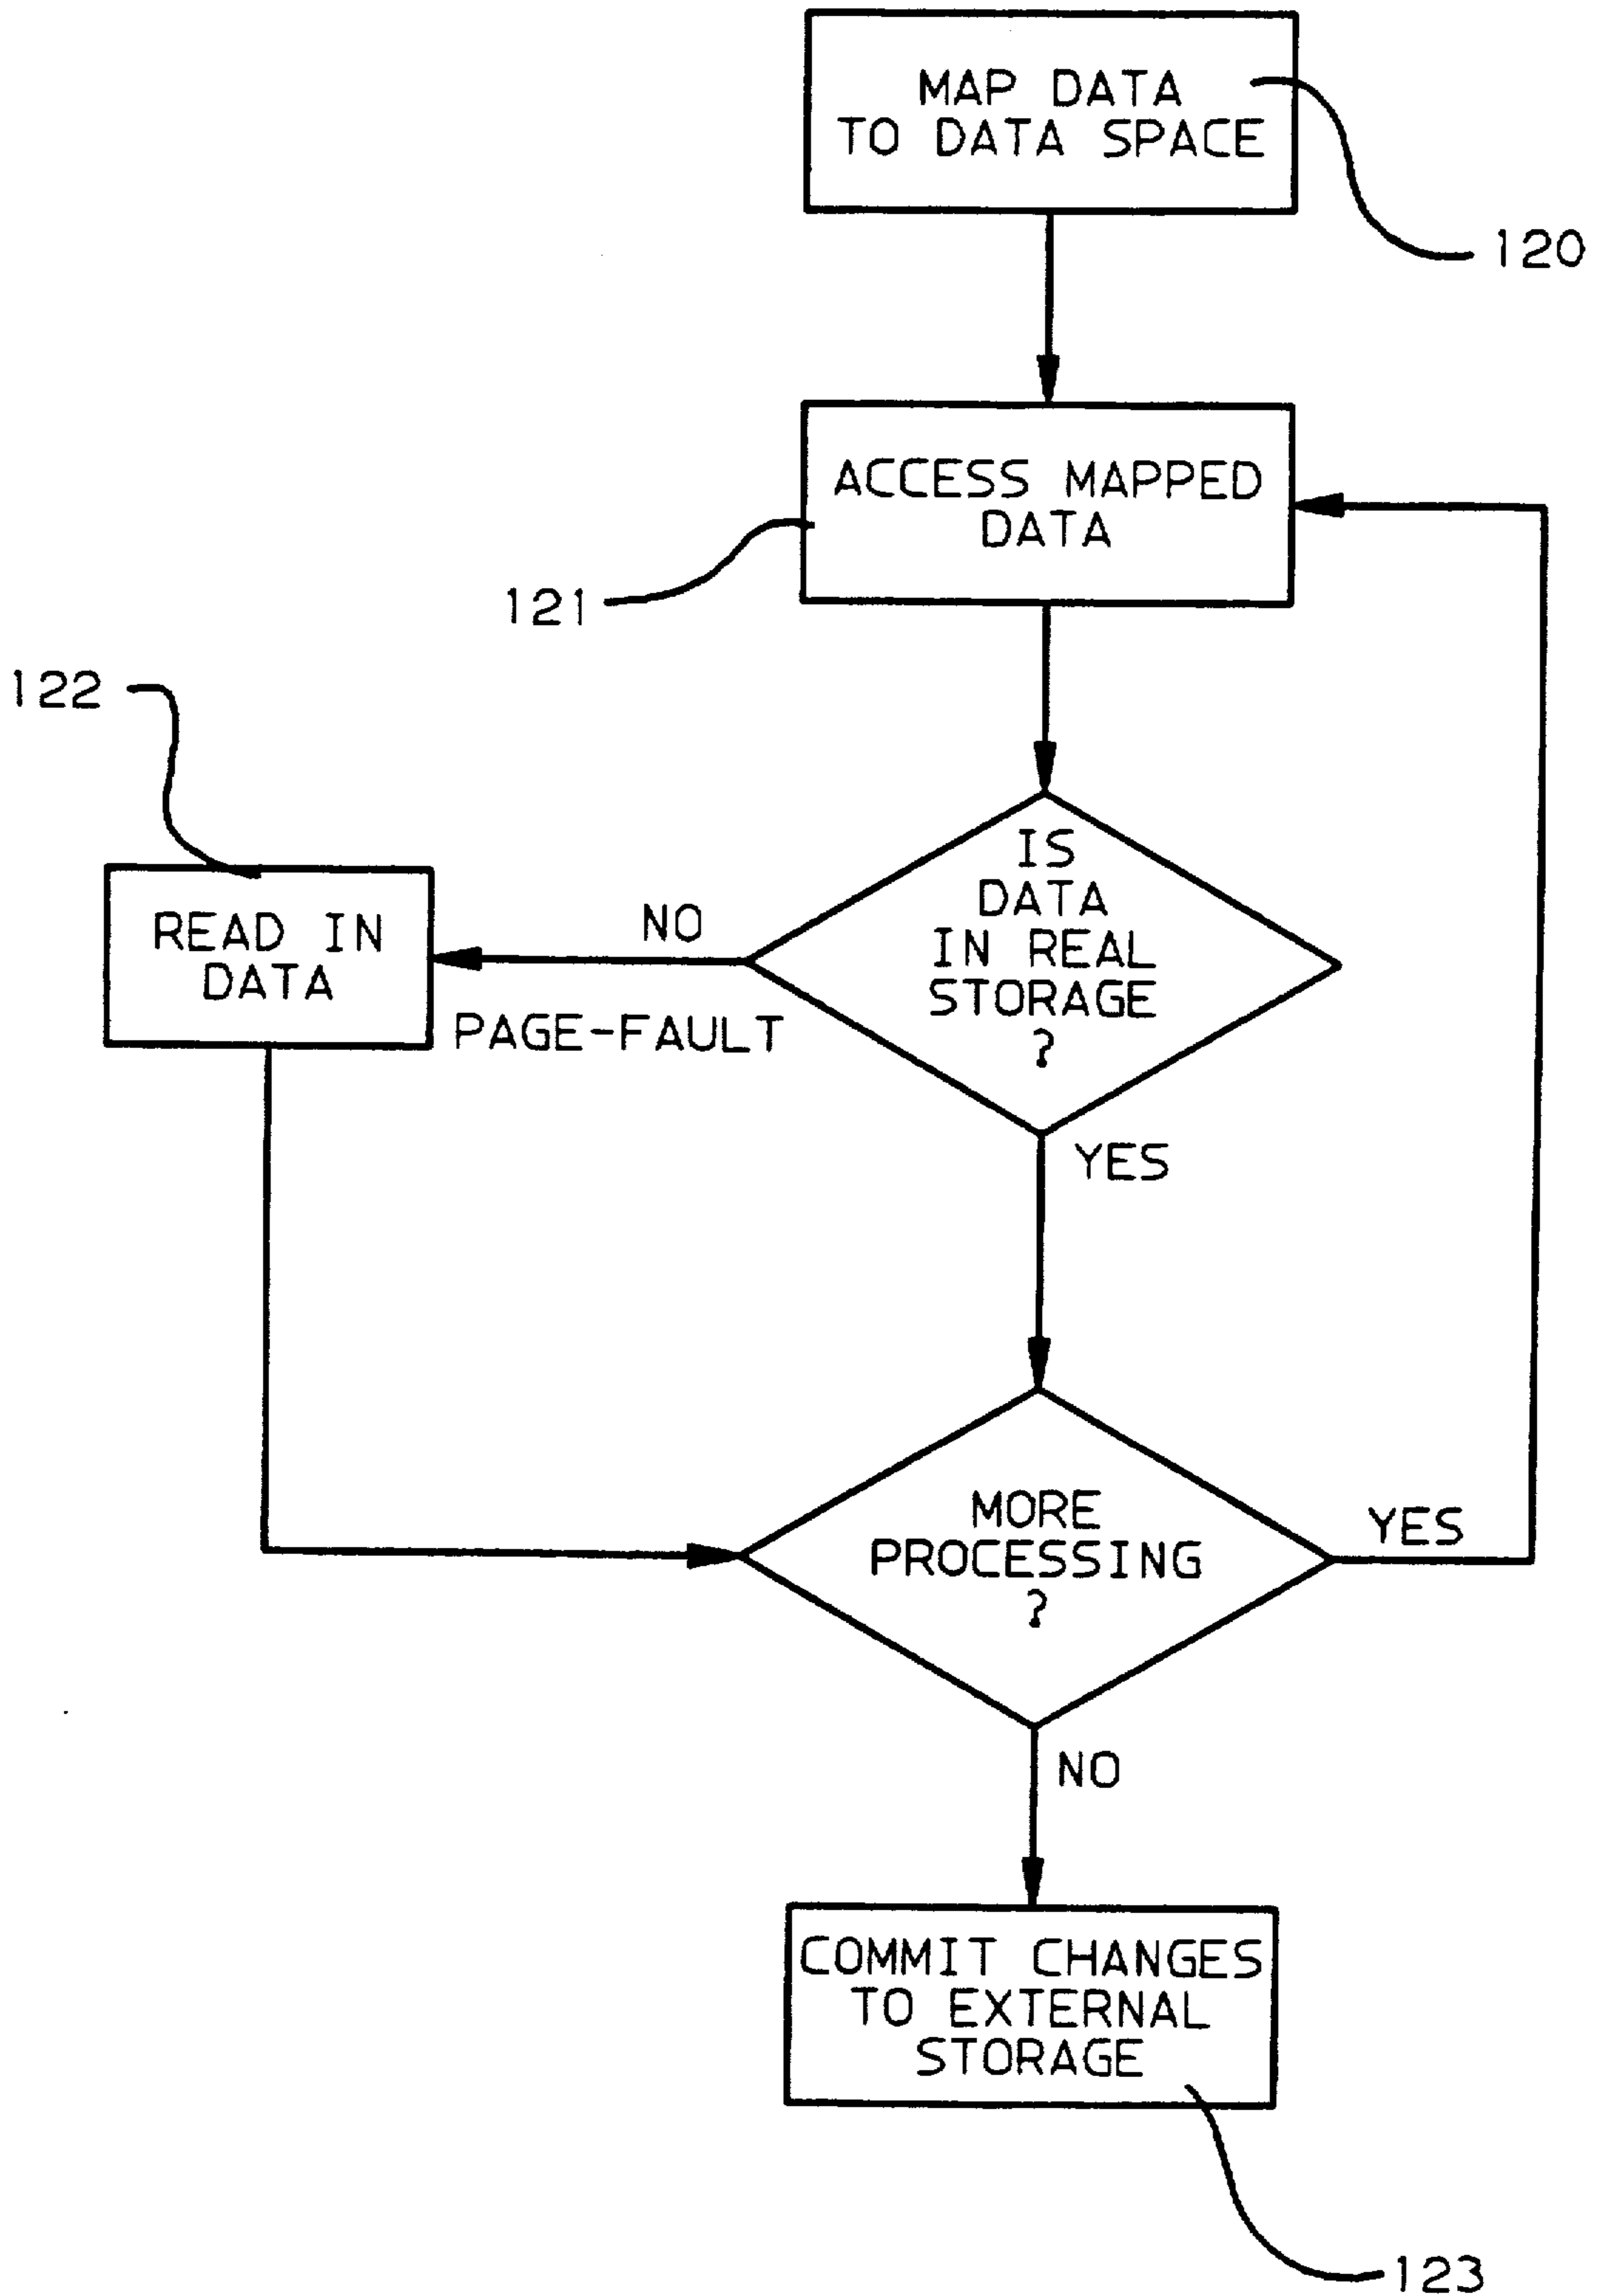 MAP DATA
TO DATA SPACE
120
ACCESS MAPPED
DATA
121
122
IS
DATA
IN REAL
STORAGE
?
NO
READ IN
DATA
PAGE-FAULT
YES
MORE
PROCESSING
?
YES
NO
COMMIT CHANGES
TO EXTERNAL
STORAGE
123